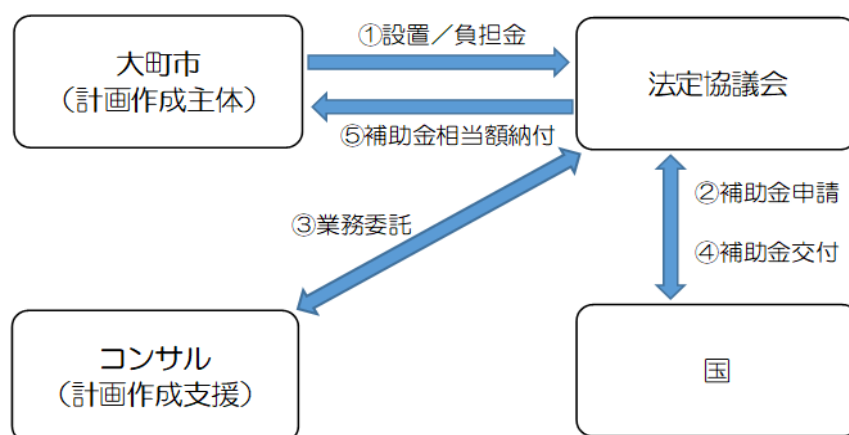 ①設置／負担金
大町市
（計画作成主体）
法定協議会
⑤補助金相当額納付
②補助金申請
③業務委託
④補助金交付
コンサル
（計画作成支援）
国